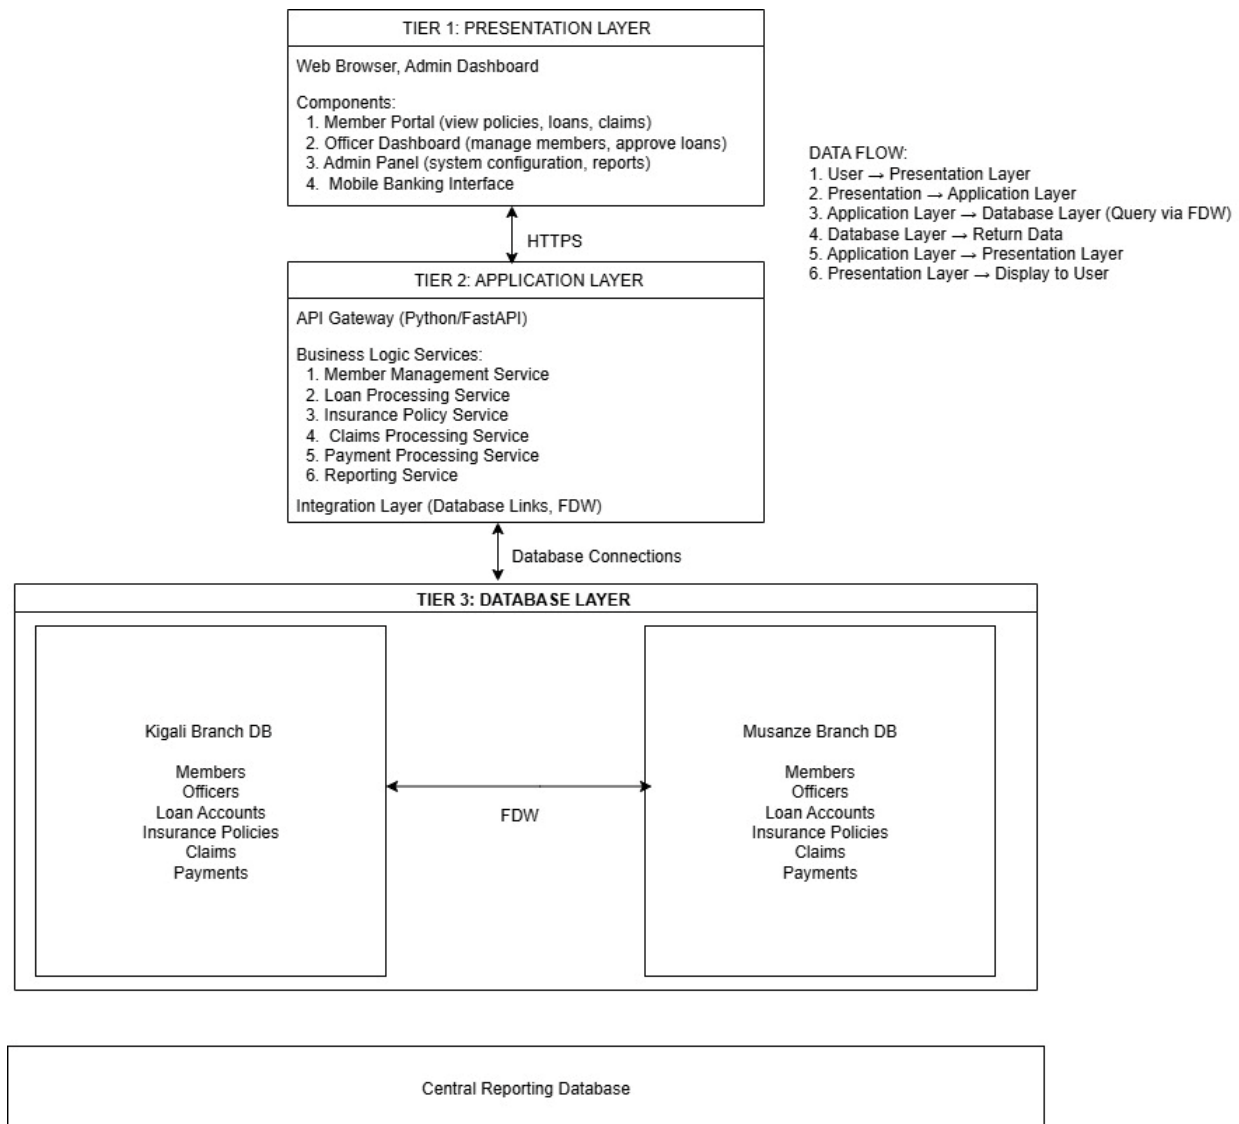 TIER 1: PRESENTATION LAYER
Web Browser, Admin Dashboard
Components:
1. Member Portal (view policies, loans, claims)
2. Officer Dashboard (manage members, approve loans)
3. Admin Panel (system configuration, reports)
4. Mobile Banking Interface
HTTPS
DATA FLOW:
1. User → Presentation Layer
2. Presentation → Application Layer
3. Application Layer → Database Layer (Query via FDW)
4. Database Layer → Return Data
5. Application Layer → Presentation Layer
6. Presentation Layer → Display to User
TIER 2: APPLICATION LAYER
API Gateway (Python/FastAPI)
Business Logic Services:
1. Member Management Service
2. Loan Processing Service
3. Insurance Policy Service
4. Claims Processing Service
5. Payment Processing Service
6. Reporting Service
Integration Layer (Database Links, FDW)
Database Connections
TIER 3: DATABASE LAYER
Kigali Branch DB
Members
Officers
Loan Accounts
Insurance Policies
Claims
Payments
FDW
Musanze Branch DB
Members
Officers
Loan Accounts
Insurance Policies
Claims
Payments
Central Reporting Database